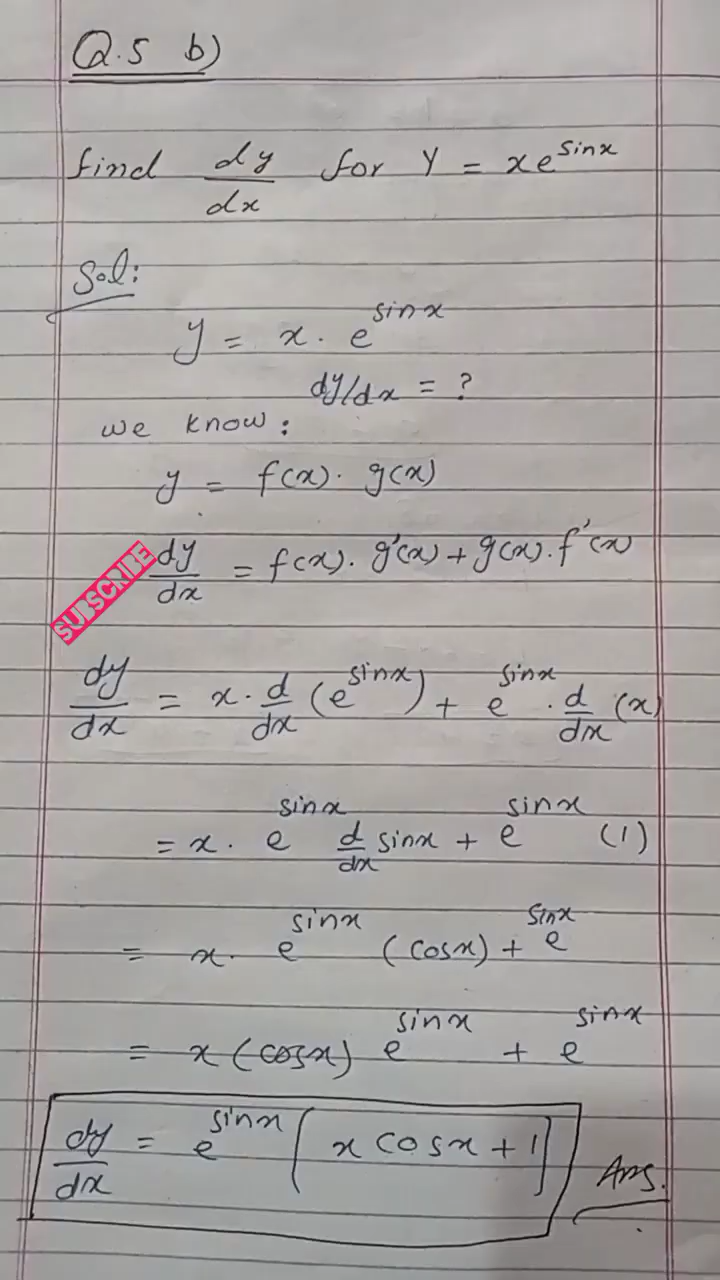 Q.5 b)
find dy/dx for Y = xe^sinx
Sol:
y = x. e^sinx
dy/dx = ?
we know:
y = f(x). g(x)
SUBSCRIBE
dy/dx = f(x). g'(x) + g(x). f'(x)
dy/dx = x. d/dx (e^sinx) + e^sinx . d/dx (x)
= x. e^sinx d/dx sinx + e^sinx (1)
= x. e^sinx (cosx) + e^sinx
= x (cosx) e^sinx + e^sinx
dy/dx = e^sinx [x cosx + 1] Ans.